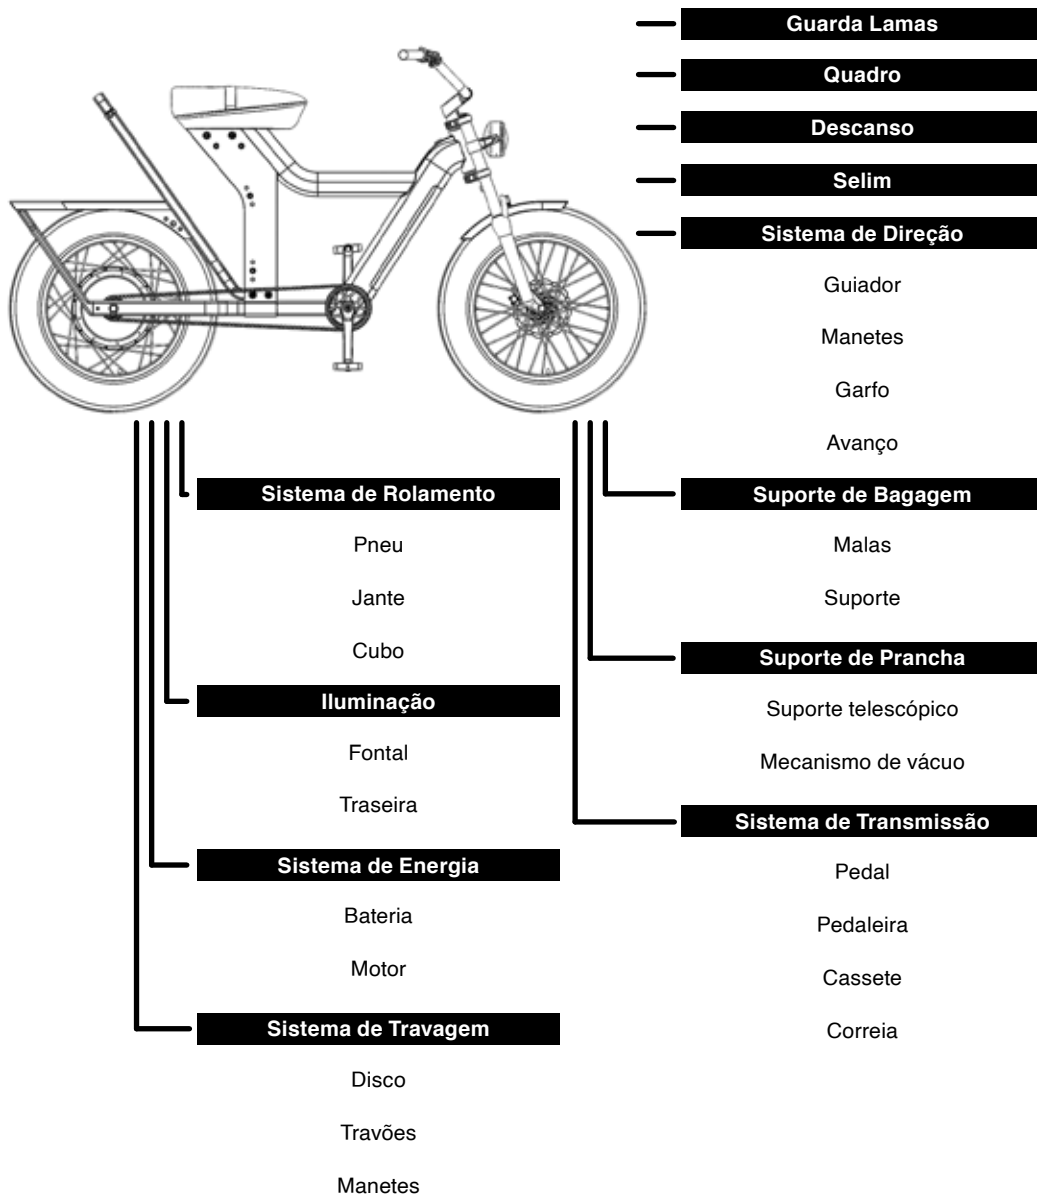 Guarda Lamas
Quadro
Descanso
Selim
Sistema de Direção
Guiador
Manetes
Garfo
Avanço
Sistema de Rolamento
Pneu
Jante
Cubo
Iluminação
Fontal
Traseira
Sistema de Energia
Bateria
Motor
Sistema de Travagem
Disco
Travões
Manetes
Suporte de Bagagem
Malas
Suporte
Suporte de Prancha
Suporte telescópico
Mecanismo de vácuo
Sistema de Transmissão
Pedal
Pedaleira
Cassete
Correia